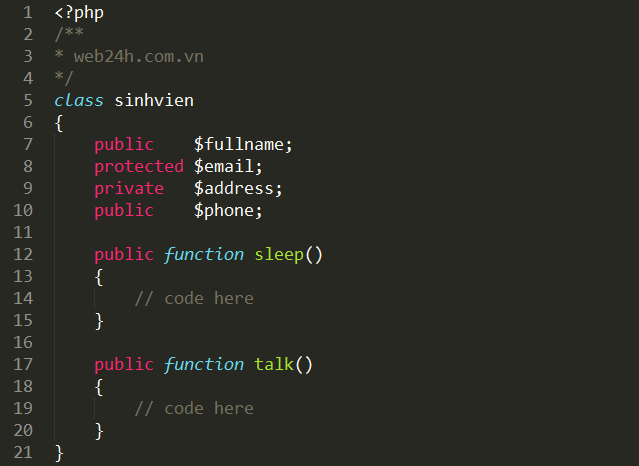 1 <?php
2 /**
3 * web24h.com.vn
4 */
5 class sinhvien
6 {
7 public $fullname;
8 protected $email;
9 private $address;
10 public $phone;
11
12 public function sleep()
13 {
14 // code here
15 }
16
17 public function talk()
18 {
19 // code here
20 }
21 }